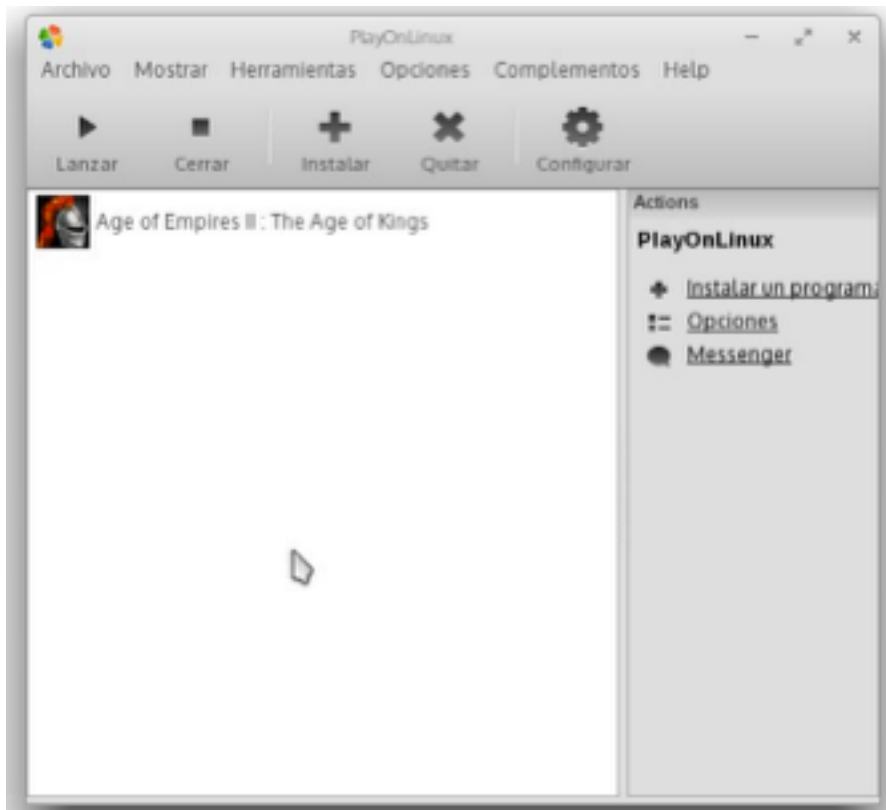 PlayOnLinux
Archivo Mostrar Herramientas Opciones Complementos Help
Lanzar Cerrar Instalar Quitar Configurar
Age of Empires II : The Age of Kings
Actions
PlayOnLinux
Instalar un programa
Opciones
Messenger